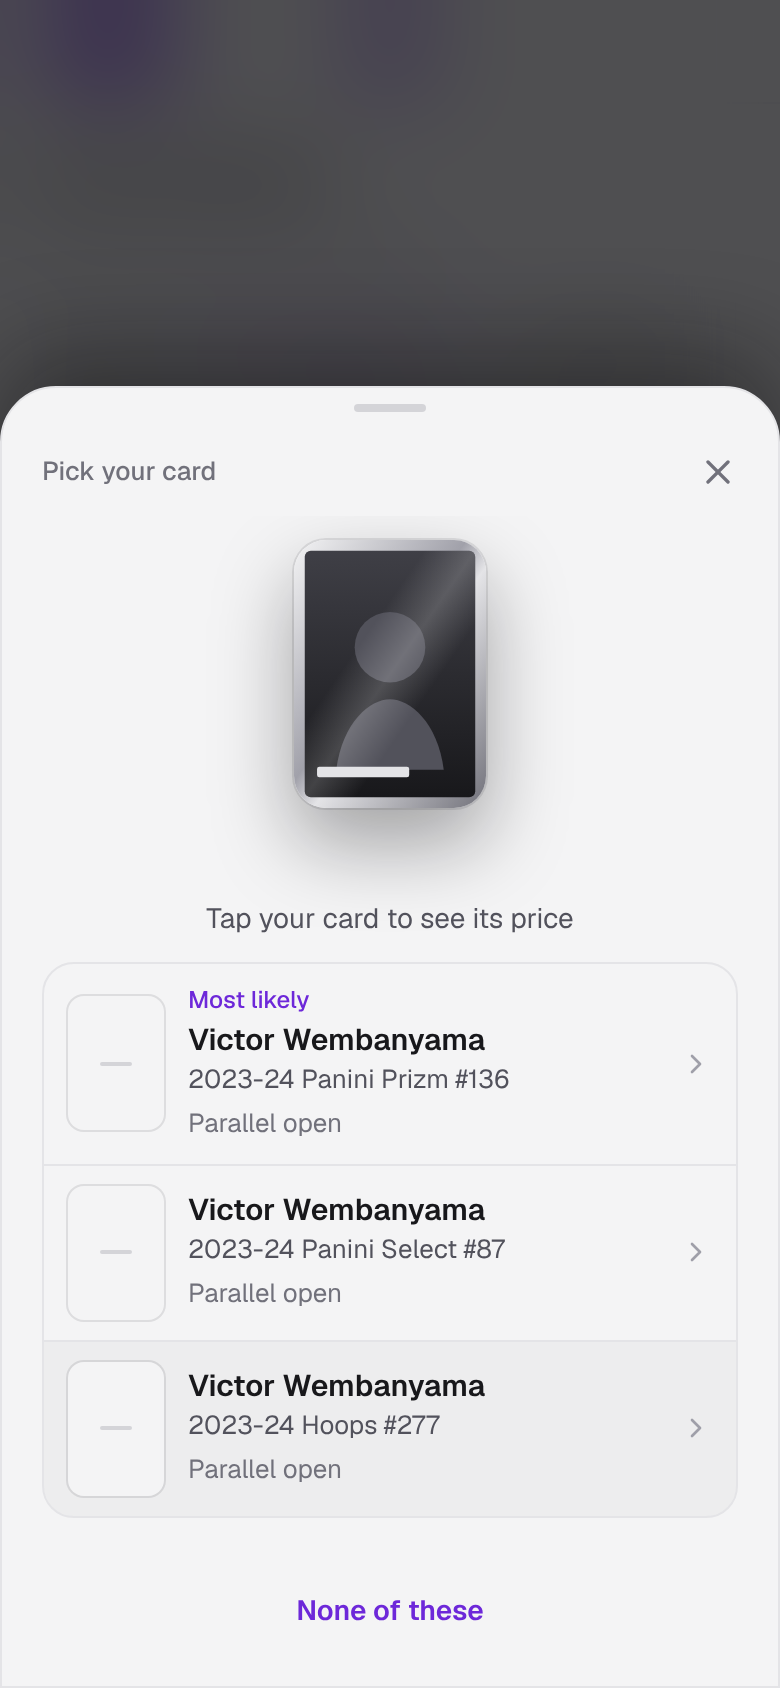 Pick your card
Tap your card to see its price
Most likely
Victor Wembanyama
2023-24 Panini Prizm #136
Parallel open
Victor Wembanyama
2023-24 Panini Select #87
Parallel open
Victor Wembanyama
2023-24 Hoops #277
Parallel open
None of these